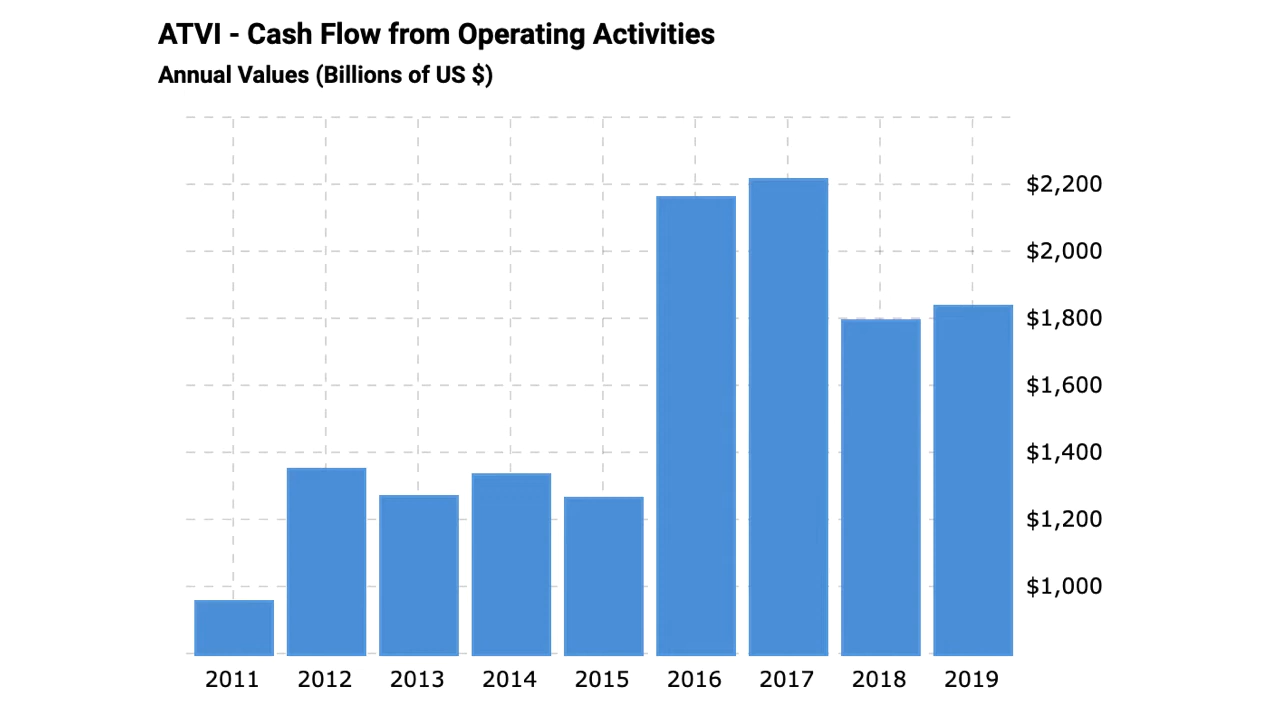 ATVI - Cash Flow from Operating Activities
Annual Values (Billions of US $)
$2,200
$2,000
$1,800
$1,600
$1,400
$1,200
$1,000
2011 2012 2013 2014 2015 2016 2017 2018 2019